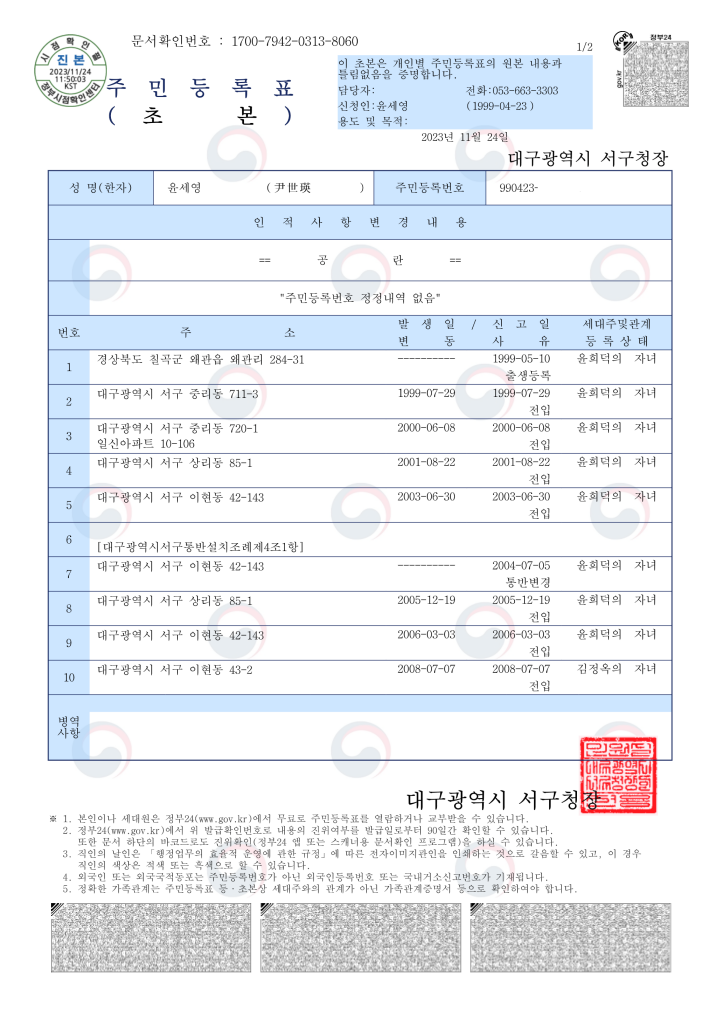 문서확인번호 : 1700-7942-0313-8060
1/2
정부24
gov.kr
시점확인필
진 본
2023/11/24
11:50:03
KST
정부시점확인센터
주 민 등 록 표
( 초 본 )
이 초본은 개인별 주민등록표의 원본 내용과
틀림없음을 증명합니다.
담당자: 전화:053-663-3303
신청인:윤세영 (1999-04-23 )
용도 및 목적:
2023년 11월 24일
대구광역시 서구청장
성 명(한자) 윤세영 (尹世瑛 ) 주민등록번호 990423-
인 적 사 항 변 경 내 용
== 공 란 ==
"주민등록번호 정정내역 없음"
번호 주 소 발 생 일 / 신 고 일 세대주및관계
변 동 사 유 등 록 상 태
1 경상북도 칠곡군 왜관읍 왜관리 284-31 ---------- 1999-05-10 윤희덕의 자녀
출생등록
2 대구광역시 서구 중리동 711-3 1999-07-29 1999-07-29 윤희덕의 자녀
전입
3 대구광역시 서구 중리동 720-1 2000-06-08 2000-06-08 윤희덕의 자녀
일신아파트 10-106 전입
4 대구광역시 서구 상리동 85-1 2001-08-22 2001-08-22 윤희덕의 자녀
전입
5 대구광역시 서구 이현동 42-143 2003-06-30 2003-06-30 윤희덕의 자녀
전입
6 [대구광역시서구통반설치조례제4조1항]
7 대구광역시 서구 이현동 42-143 ---------- 2004-07-05 윤희덕의 자녀
통반변경
8 대구광역시 서구 상리동 85-1 2005-12-19 2005-12-19 윤희덕의 자녀
전입
9 대구광역시 서구 이현동 42-143 2006-03-03 2006-03-03 윤희덕의 자녀
전입
10 대구광역시 서구 이현동 43-2 2008-07-07 2008-07-07 김정옥의 자녀
전입
병역
사항
대구광역시 서구청장
※ 1. 본인이나 세대원은 정부24(www.gov.kr)에서 무료로 주민등록표를 열람하거나 교부받을 수 있습니다.
2. 정부24(www.gov.kr)에서 위 발급확인번호로 내용의 진위여부를 발급일로부터 90일간 확인할 수 있습니다.
또한 문서 하단의 바코드로도 진위확인(정부24 앱 또는 스캐너용 문서확인 프로그램)을 하실 수 있습니다.
3. 직인의 날인은 「행정업무의 효율적 운영에 관한 규정」에 따른 전자이미지관인을 인쇄하는 것으로 갈음할 수 있고, 이 경우
직인의 색상은 적색 또는 흑색으로 할 수 있습니다.
4. 외국인 또는 외국국적동포는 주민등록번호가 아닌 외국인등록번호 또는 국내거소신고번호가 기재됩니다.
5. 정확한 가족관계는 주민등록표 등·초본상 세대주와의 관계가 아닌 가족관계증명서 등으로 확인하여야 합니다.